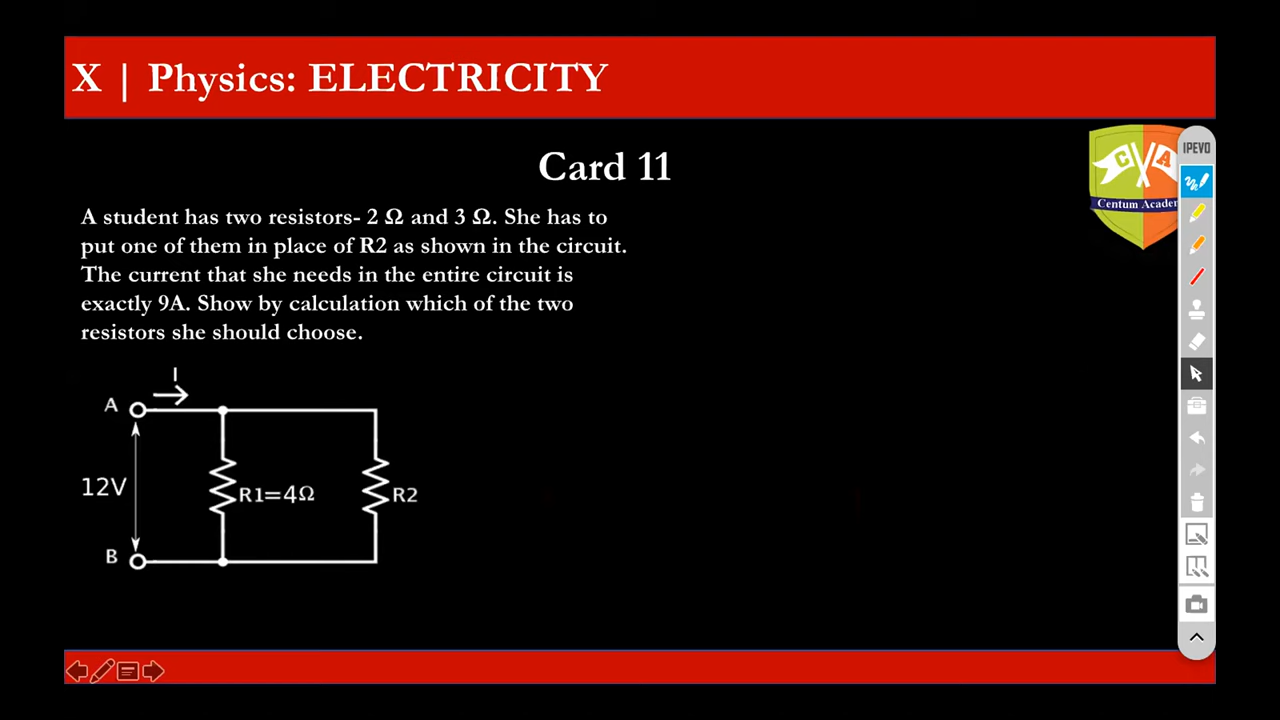 X | Physics: ELECTRICITY
Card 11
IPEVO
C A
Centum Academ
A student has two resistors- 2 Ω and 3 Ω. She has to
put one of them in place of R2 as shown in the circuit.
The current that she needs in the entire circuit is
exactly 9A. Show by calculation which of the two
resistors she should choose.
I
A
12V
R1=4Ω
R2
B